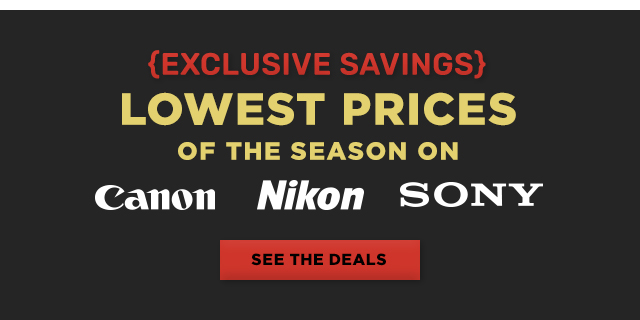 {EXCLUSIVE SAVINGS}
LOWEST PRICES
OF THE SEASON ON
Canon Nikon SONY
SEE THE DEALS